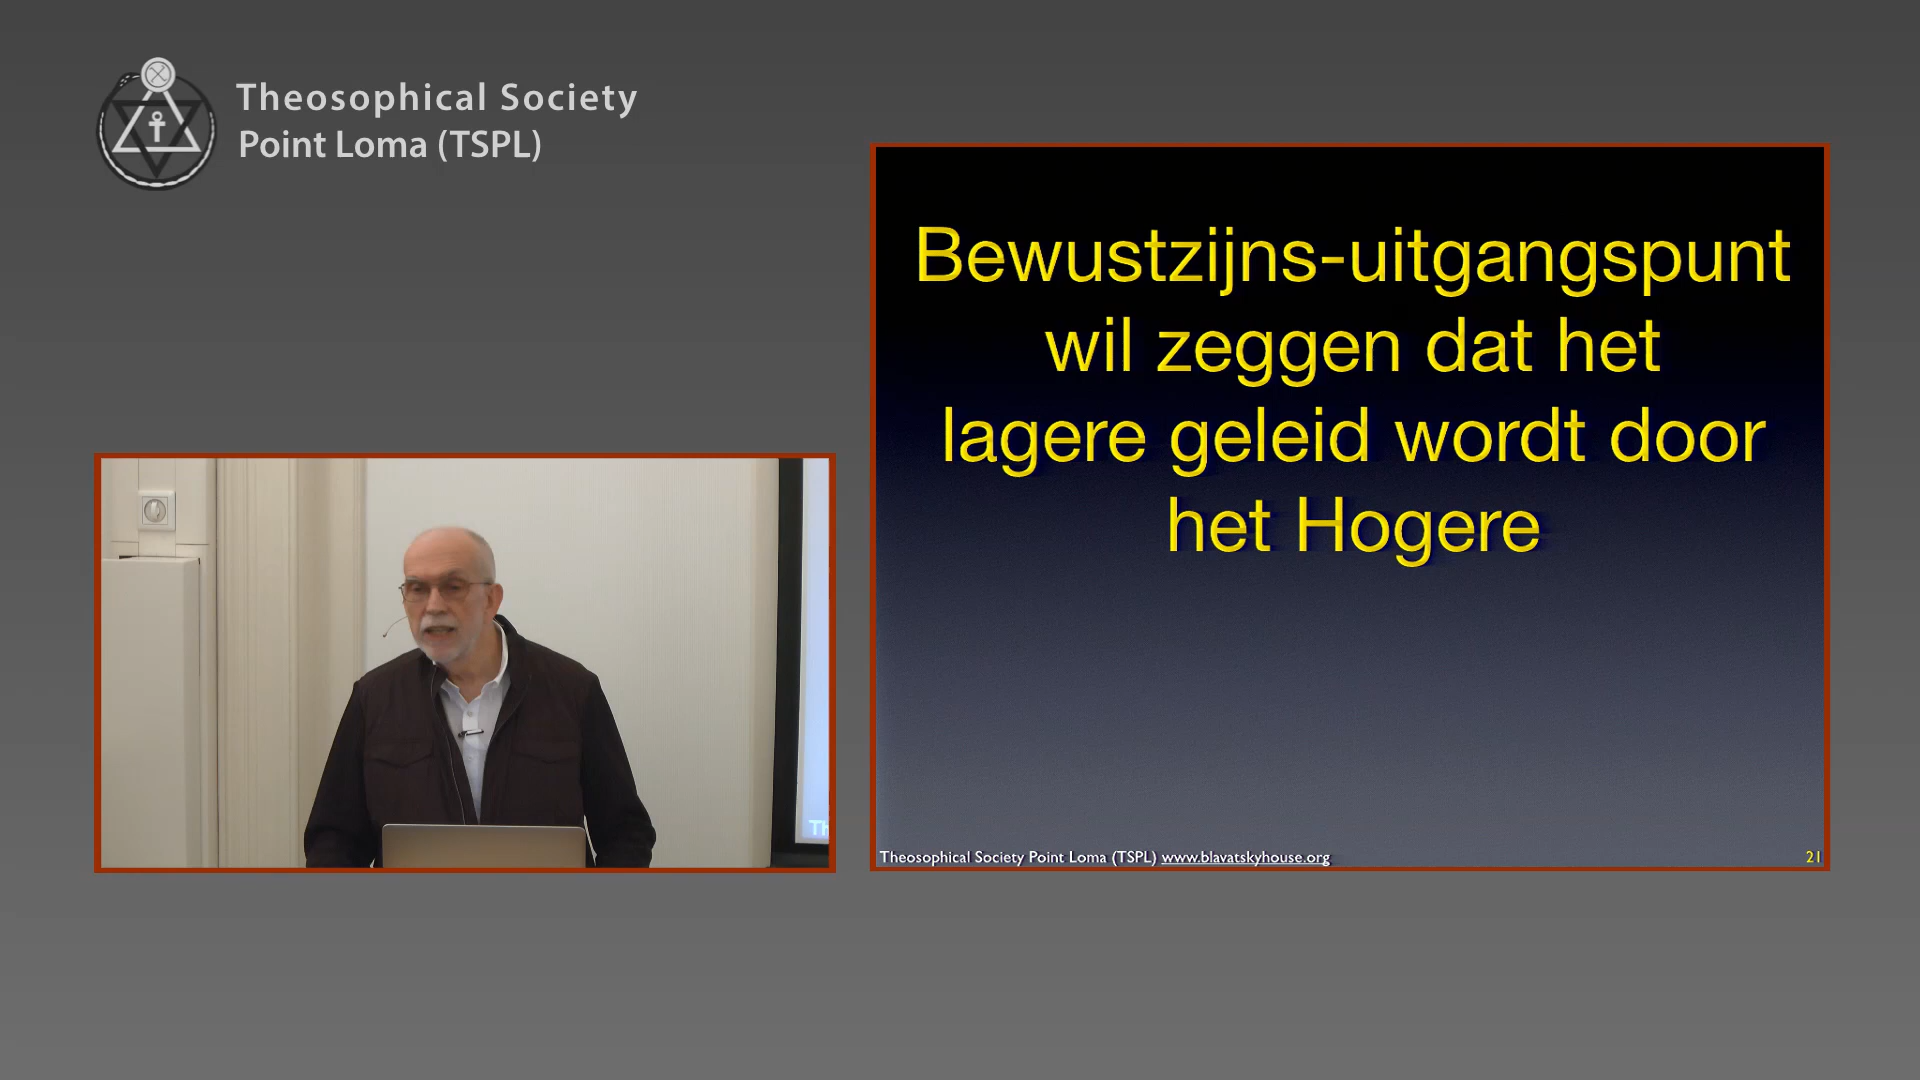 Theosophical Society
Point Loma (TSPL)
Bewustzijns-uitgangspunt
wil zeggen dat het
lagere geleid wordt door
het Hogere
Theosophical Society Point Loma (TSPL) www.blavatskyhouse.org
21
TH